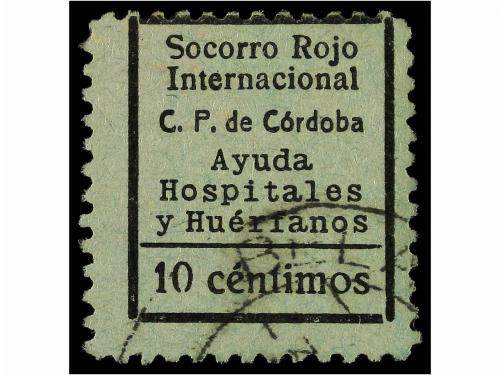 Socorro Rojo
Internacional
C. P. de Córdoba
Ayuda
Hospitales
y Huérfanos
10 céntimos